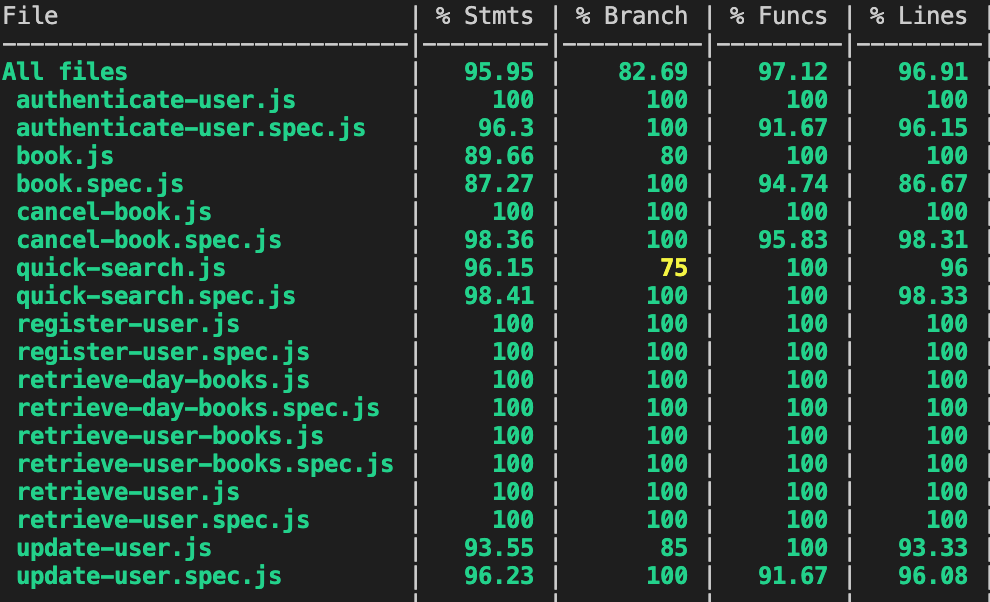 File | % Stmts | % Branch | % Funcs | % Lines |
-----------------------------|---------|----------|---------|---------|
All files | 95.95 | 82.69 | 97.12 | 96.91 |
authenticate-user.js | 100 | 100 | 100 | 100 |
authenticate-user.spec.js | 96.3 | 100 | 91.67 | 96.15 |
book.js | 89.66 | 80 | 100 | 100 |
book.spec.js | 87.27 | 100 | 94.74 | 86.67 |
cancel-book.js | 100 | 100 | 100 | 100 |
cancel-book.spec.js | 98.36 | 100 | 95.83 | 98.31 |
quick-search.js | 96.15 | 75 | 100 | 96 |
quick-search.spec.js | 98.41 | 100 | 100 | 98.33 |
register-user.js | 100 | 100 | 100 | 100 |
register-user.spec.js | 100 | 100 | 100 | 100 |
retrieve-day-books.js | 100 | 100 | 100 | 100 |
retrieve-day-books.spec.js | 100 | 100 | 100 | 100 |
retrieve-user-books.js | 100 | 100 | 100 | 100 |
retrieve-user-books.spec.js | 100 | 100 | 100 | 100 |
retrieve-user.js | 100 | 100 | 100 | 100 |
retrieve-user.spec.js | 100 | 100 | 100 | 100 |
update-user.js | 93.55 | 85 | 100 | 93.33 |
update-user.spec.js | 96.23 | 100 | 91.67 | 96.08 |